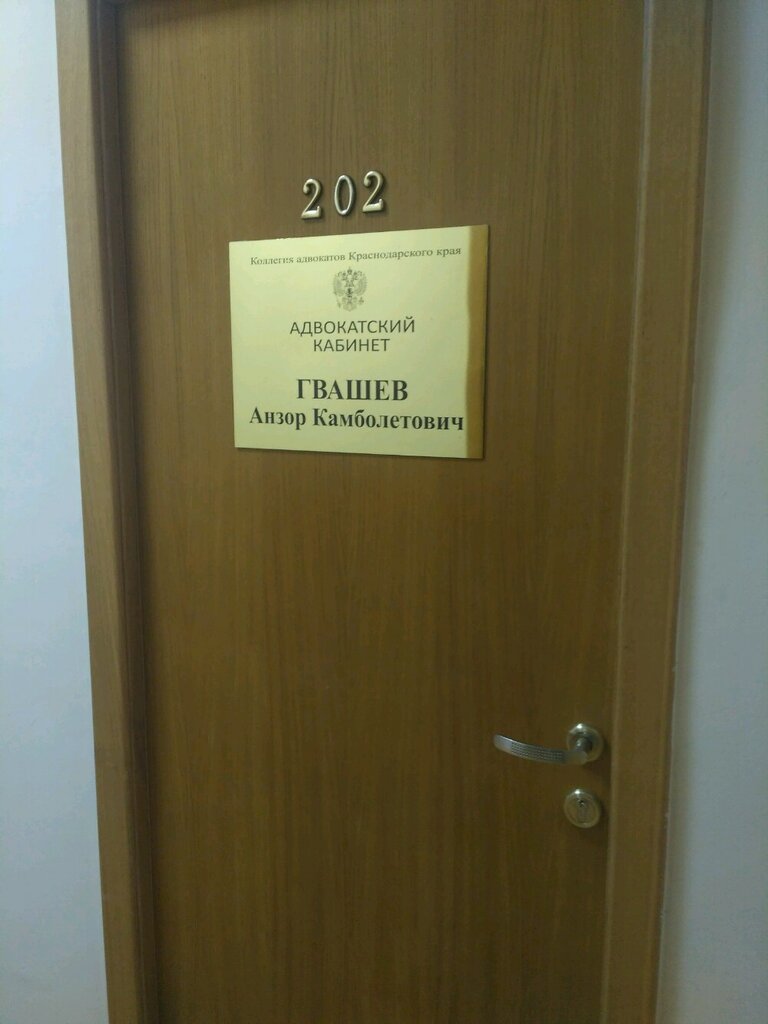 202
Коллегия адвокатов Краснодарского края
АДВОКАТСКИЙ
КАБИНЕТ
ГВАШЕВ
Анзор Камболетович